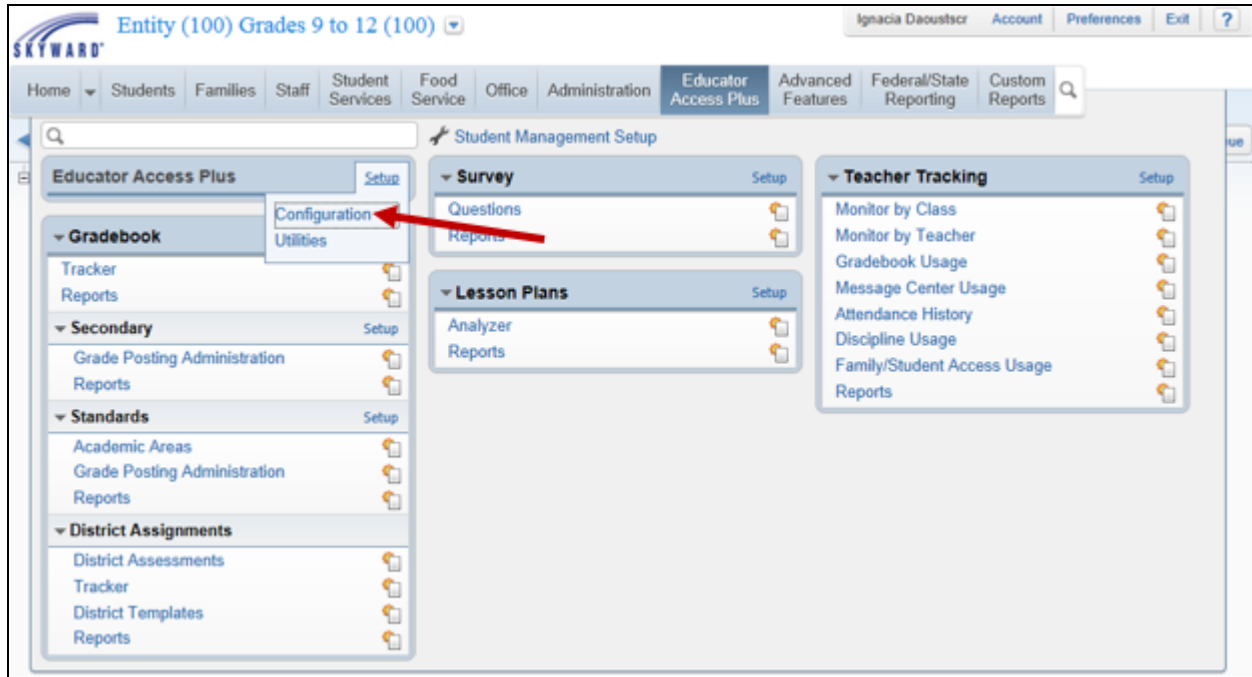 Entity (100) Grades 9 to 12 (100)
Ignacia Daoustscr Account Preferences Exit ?
SKYWARD
Home Students Families Staff Student Services Food Service Office Administration Educator Access Plus Advanced Features Federal/State Reporting Custom Reports
Student Management Setup
ue
Educator Access Plus Setup
Configuration
Utilities
Gradebook
Tracker
Reports
Secondary Setup
Grade Posting Administration
Reports
Standards Setup
Academic Areas
Grade Posting Administration
Reports
District Assignments
District Assessments
Tracker
District Templates
Reports
Survey Setup
Questions
Reports
Lesson Plans Setup
Analyzer
Reports
Teacher Tracking Setup
Monitor by Class
Monitor by Teacher
Gradebook Usage
Message Center Usage
Attendance History
Discipline Usage
Family/Student Access Usage
Reports